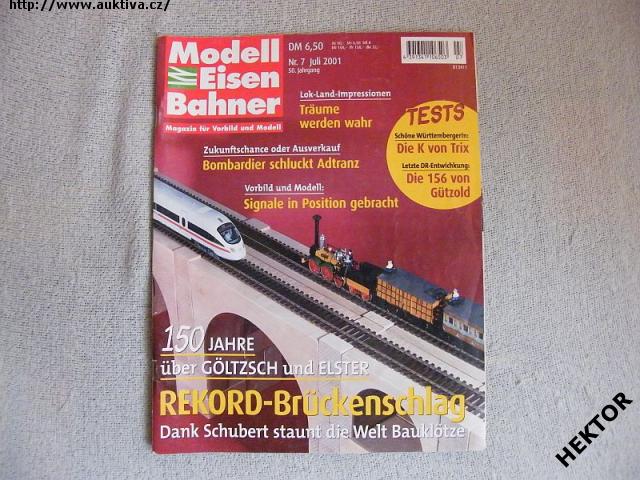 http://www.auktiva.cz/
Modell
Eisen
Bahner
Magazin für Vorbild und Modell
DM 6,50
Nr. 7 Juli 2001
50. Jahrgang
Lok-Land-Impressionen
Träume
werden wahr
Zukunftschance oder Ausverkauf
Bombardier schluckt Adtranz
Vorbild und Modell:
Signale in Position gebracht
TESTS
Schöne Württembergerin:
Die K von Trix
Letzte DR-Entwicklung:
Die 156 von
Gützold
150 JAHRE
über GÖLTZSCH und ELSTER
REKORD-Brückenschlag
Dank Schubert staunt die Welt Bauklötze
HEKTOR